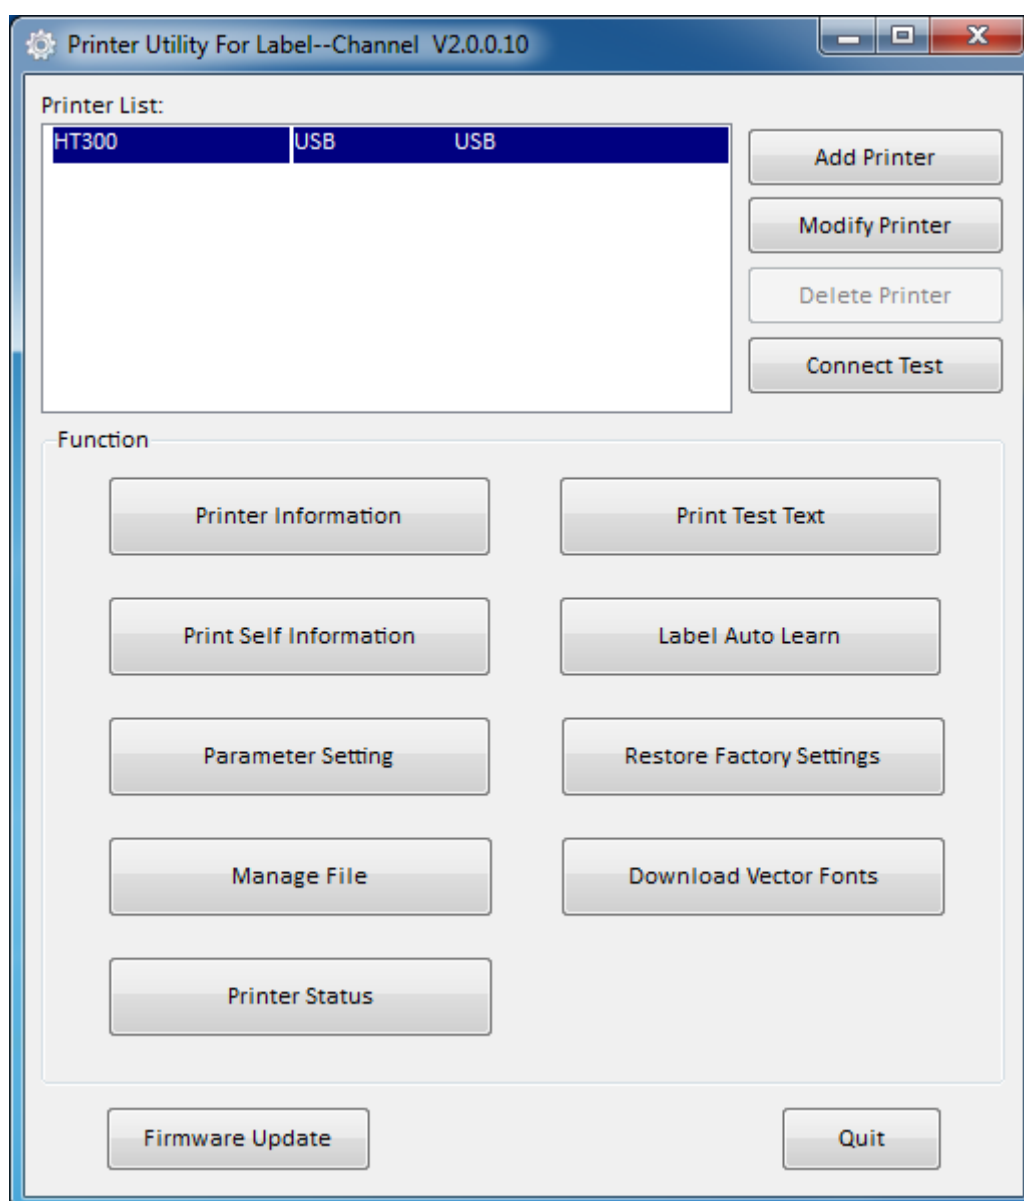 Printer Utility For Label--Channel V2.0.0.10
Printer List:
HT300 USB USB
Add Printer
Modify Printer
Delete Printer
Connect Test
Function
Printer Information
Print Test Text
Print Self Information
Label Auto Learn
Parameter Setting
Restore Factory Settings
Manage File
Download Vector Fonts
Printer Status
Firmware Update
Quit